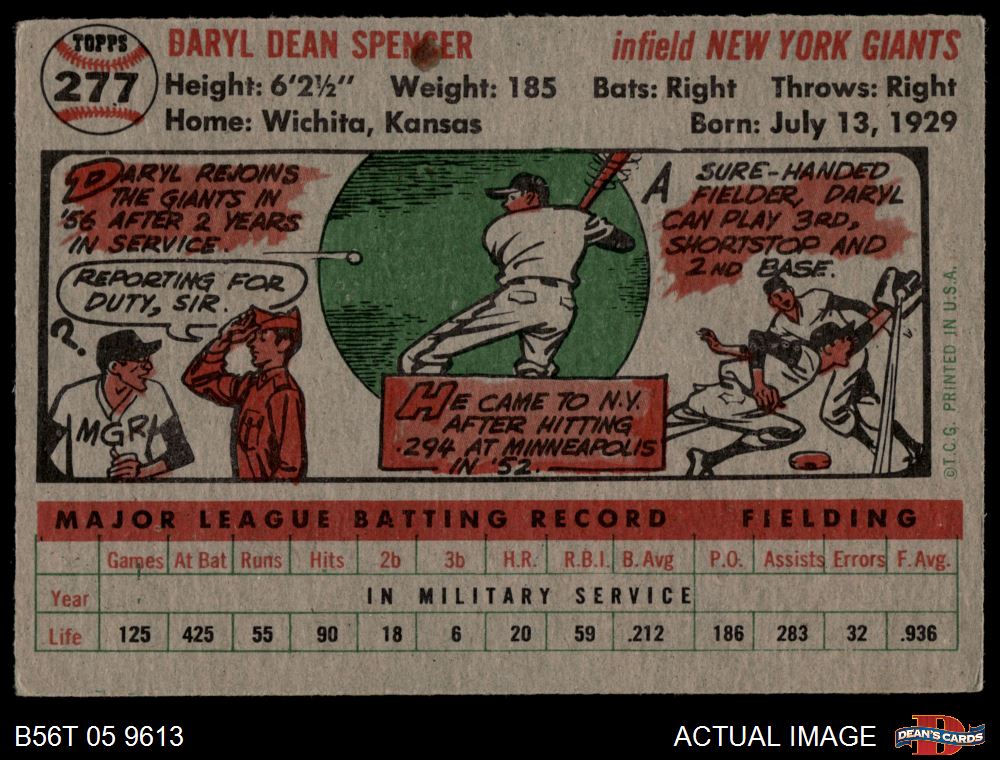 TOPPS
277
DARYL DEAN SPENCER
infield NEW YORK GIANTS
Height: 6'2½" Weight: 185 Bats: Right Throws: Right
Home: Wichita, Kansas Born: July 13, 1929
DARYL REJOINS
THE GIANTS IN
'56 AFTER 2 YEARS
IN SERVICE.
REPORTING FOR
DUTY, SIR.
?
MGR.
HE CAME TO N.Y.
AFTER HITTING
.294 AT MINNEAPOLIS
IN '52.
A SURE-HANDED
FIELDER, DARYL
CAN PLAY 3RD,
SHORTSTOP AND
2ND BASE.
©T.C.G. PRINTED IN U.S.A.
MAJOR LEAGUE BATTING RECORD FIELDING
Games At Bat Runs Hits 2b 3b H.R. R.B.I. B. Avg P.O. Assists Errors F. Avg.
Year IN MILITARY SERVICE
Life 125 425 55 90 18 6 20 59 .212 186 283 32 .936
B56T 05 9613
ACTUAL IMAGE
DEAN'S CARDS